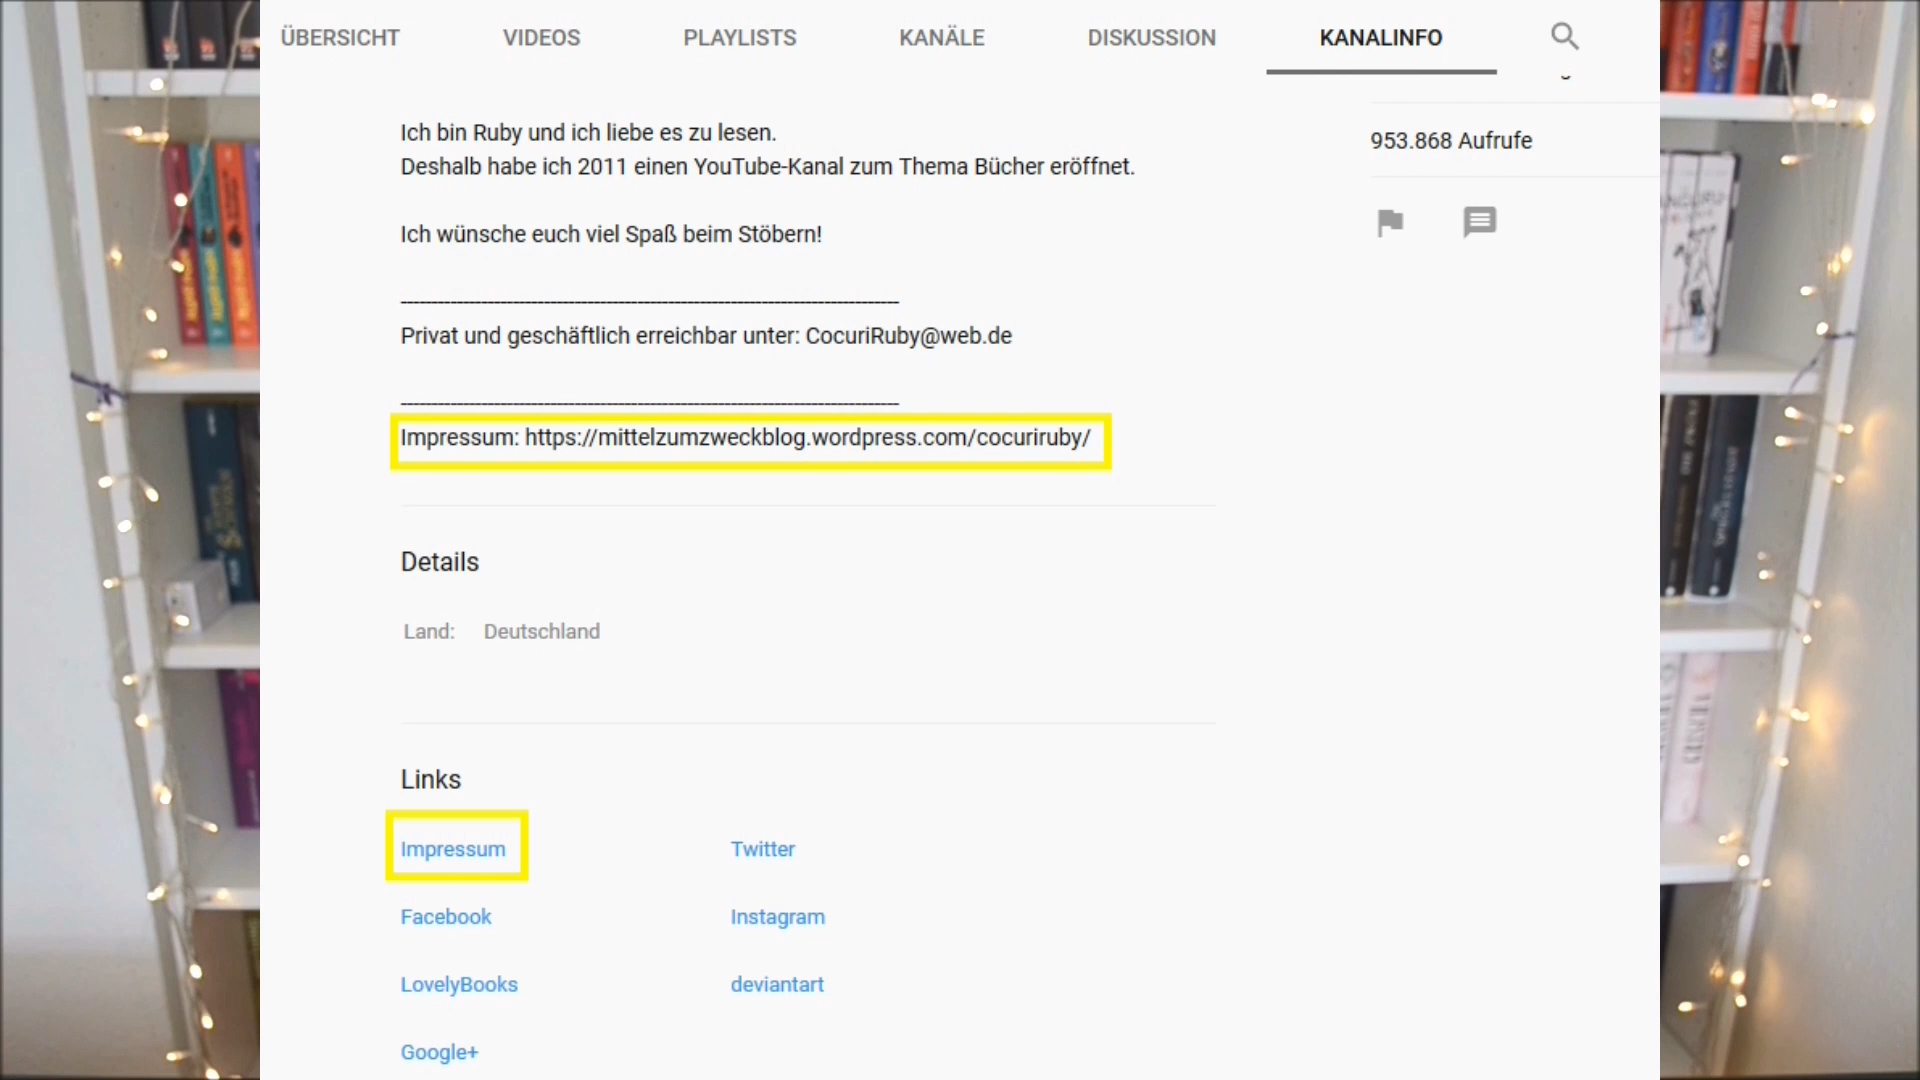 ÜBERSICHT VIDEOS PLAYLISTS KANÄLE DISKUSSION KANALINFO
Ich bin Ruby und ich liebe es zu lesen.
Deshalb habe ich 2011 einen YouTube-Kanal zum Thema Bücher eröffnet.
Ich wünsche euch viel Spaß beim Stöbern!
Privat und geschäftlich erreichbar unter: CocuriRuby@web.de
Impressum: https://mittelzumzweckblog.wordpress.com/cocuriruby/
953.868 Aufrufe
Details
Land: Deutschland
Links
Impressum Twitter
Facebook Instagram
LovelyBooks deviantart
Google+